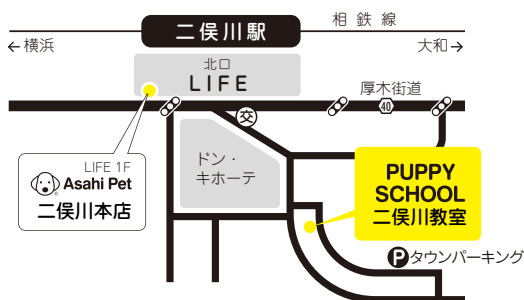 二俣川駅
相鉄線
←横浜
大和→
北口
LIFE
厚木街道
40
交
LIFE 1F
Asahi Pet
二俣川本店
ドン・
キホーテ
PUPPY
SCHOOL
二俣川教室
Pタウンパーキング